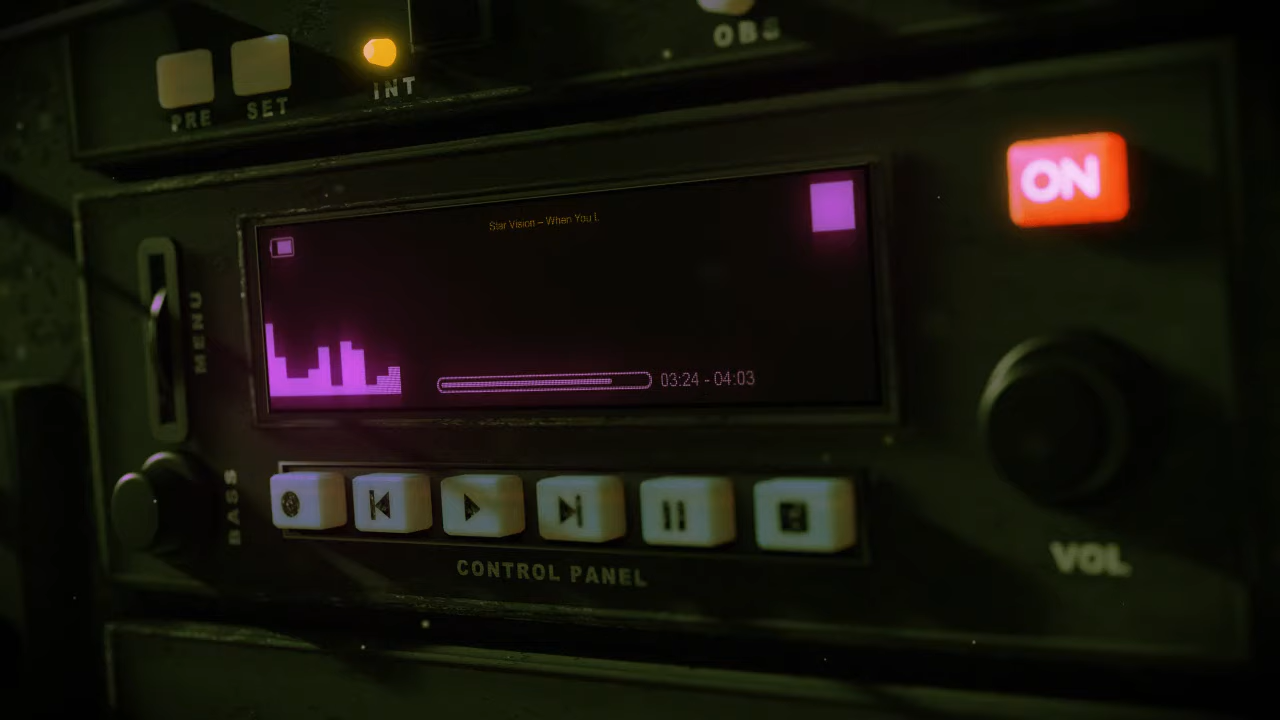 PRE
SET
INT
OBS
ON
Star Vision – When You L
MENU
03:24 - 04:03
BASS
CONTROL PANEL
VOL